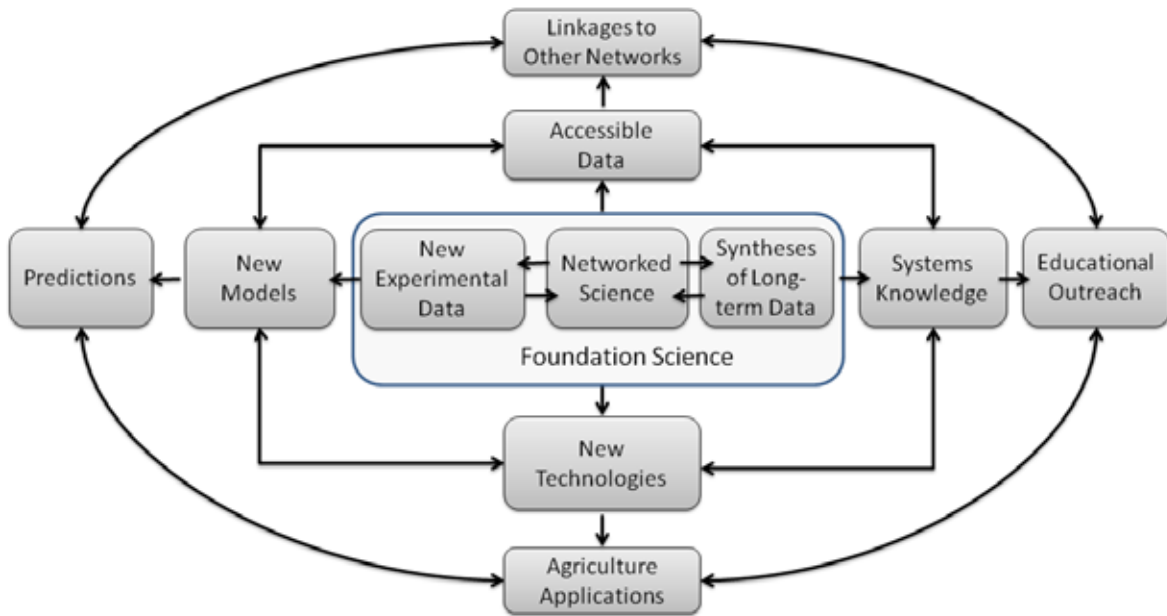 Linkages to
Other Networks
Accessible
Data
Predictions
New
Models
New
Experimental
Data
Networked
Science
Syntheses
of Long-
term Data
Systems
Knowledge
Educational
Outreach
Foundation Science
New
Technologies
Agriculture
Applications